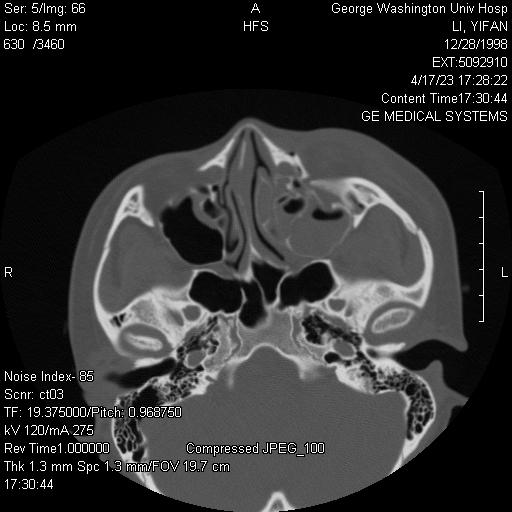 Ser: 5/Img: 66
Loc: 8.5 mm
630 /3460
A
HFS
George Washington Univ Hosp
LI, YIFAN
12/28/1998
EXT:5092910
4/17/23 17:28:22
Content Time17:30:44
GE MEDICAL SYSTEMS
R
L
Noise Index- 85
Scnr: ct03
TF: 19.375000/Pitch: 0.968750
kV 120/mA.275
Rev Time1.000000
Compressed JPEG_100
Thk 1.3 mm Spc 1.3 mm/FOV 19.7 cm
17:30:44